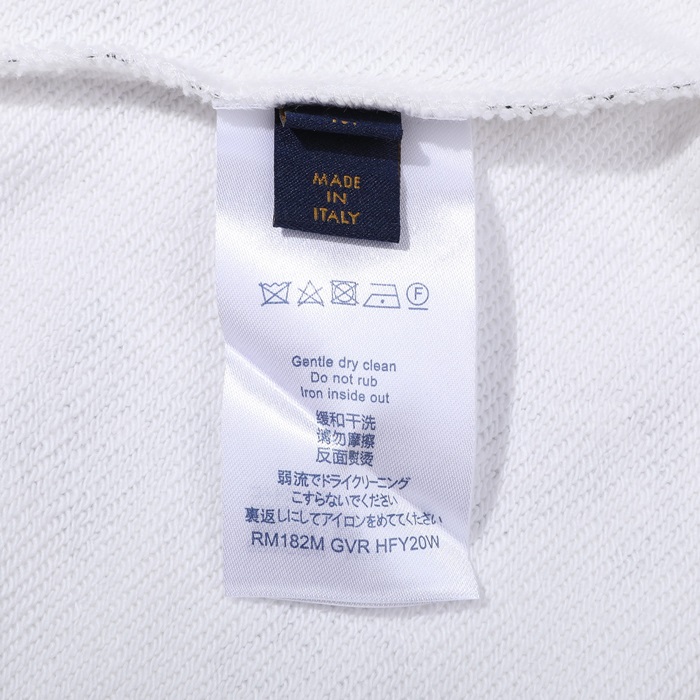 MADE
IN
ITALY
F
Gentle dry clean
Do not rub
Iron inside out
缓和干洗
请勿摩擦
反面熨烫
弱流でドライクリーニング
こすらないでください
裏返しにしてアイロンをめててください
RM182M GVR HFY20W